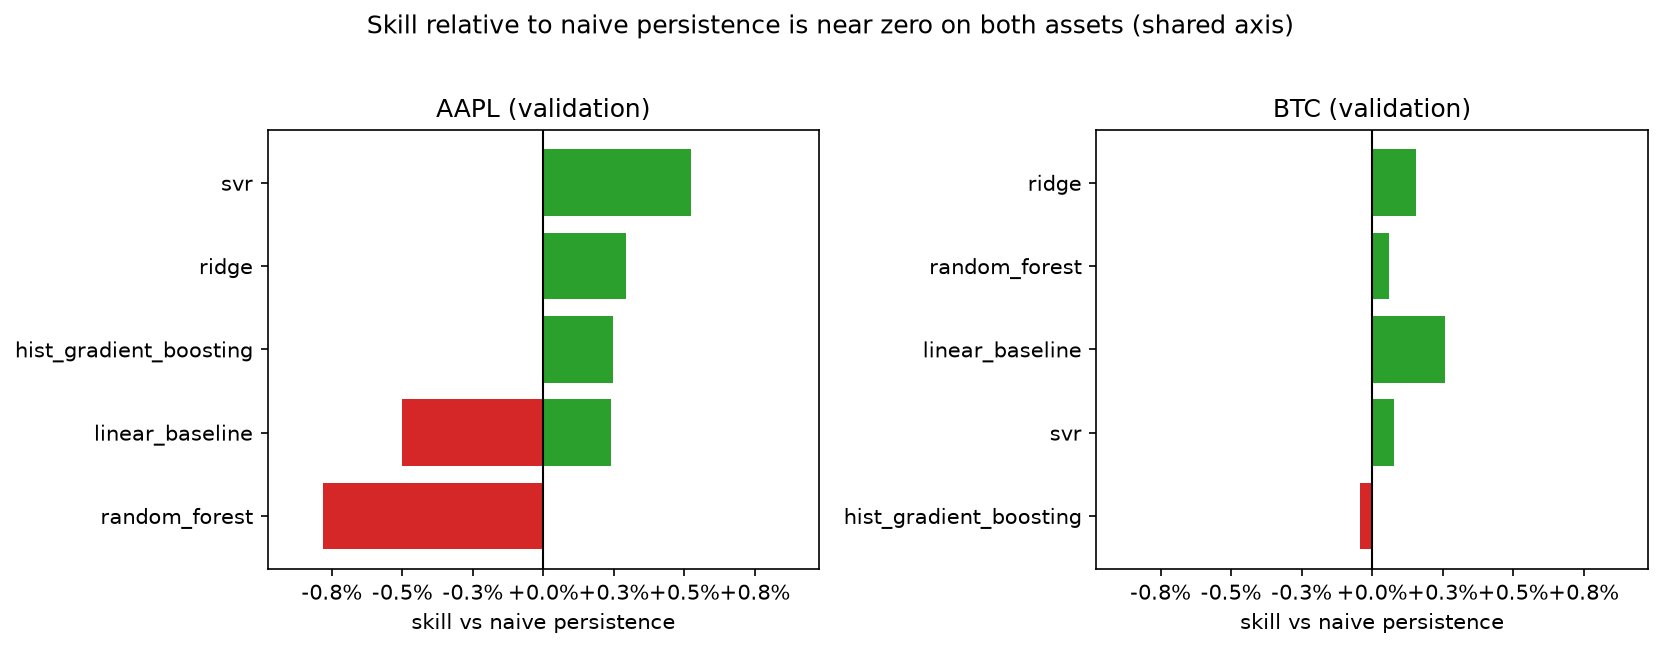 Skill relative to naive persistence is near zero on both assets (shared axis)
AAPL (validation)
svr
ridge
hist_gradient_boosting
linear_baseline
random_forest
-0.8% -0.5% -0.3% +0.0% +0.3% +0.5% +0.8%
skill vs naive persistence
BTC (validation)
ridge
random_forest
linear_baseline
svr
hist_gradient_boosting
-0.8% -0.5% -0.3% +0.0% +0.3% +0.5% +0.8%
skill vs naive persistence